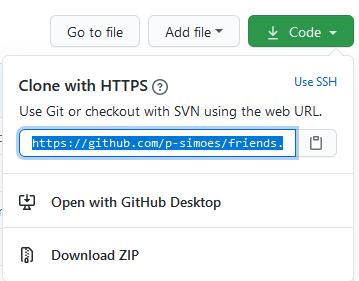 Go to file Add file Code
Clone with HTTPS ? Use SSH
Use Git or checkout with SVN using the web URL.
https://github.com/p-simoes/friends.
Open with GitHub Desktop
Download ZIP